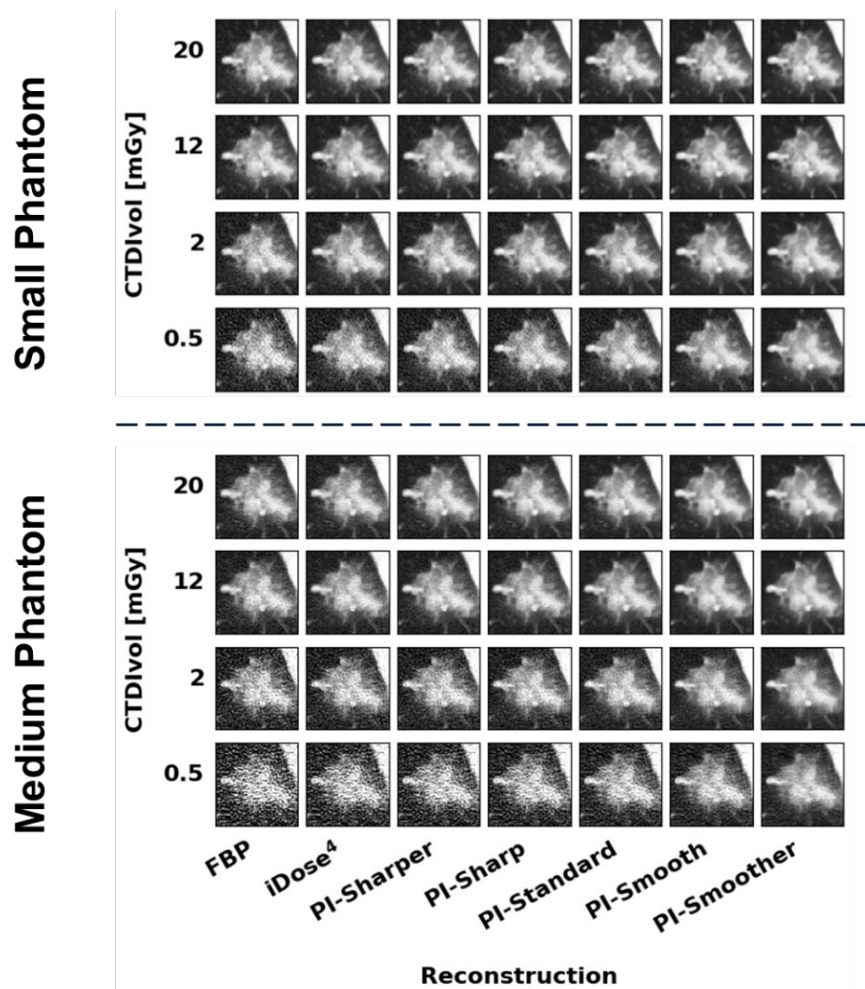 Small Phantom
CTDIvol [mGy]
20
12
2
0.5
Medium Phantom
CTDIvol [mGy]
20
12
2
0.5
FBP
iDose⁴
PI-Sharper
PI-Sharp
PI-Standard
PI-Smooth
PI-Smoother
Reconstruction